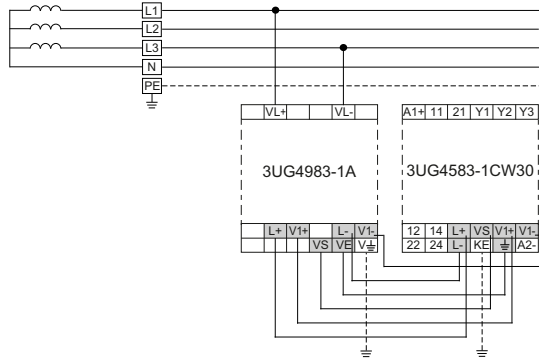 L1
L2
L3
N
PE
VL+ VL- A1+ 11 21 Y1 Y2 Y3
3UG4983-1A 3UG4583-1CW30
L+ V1+ L- V1- 12 14 L+ VS V1+ V1-
VS VE V⏚ 22 24 L- KE ⏚ A2-